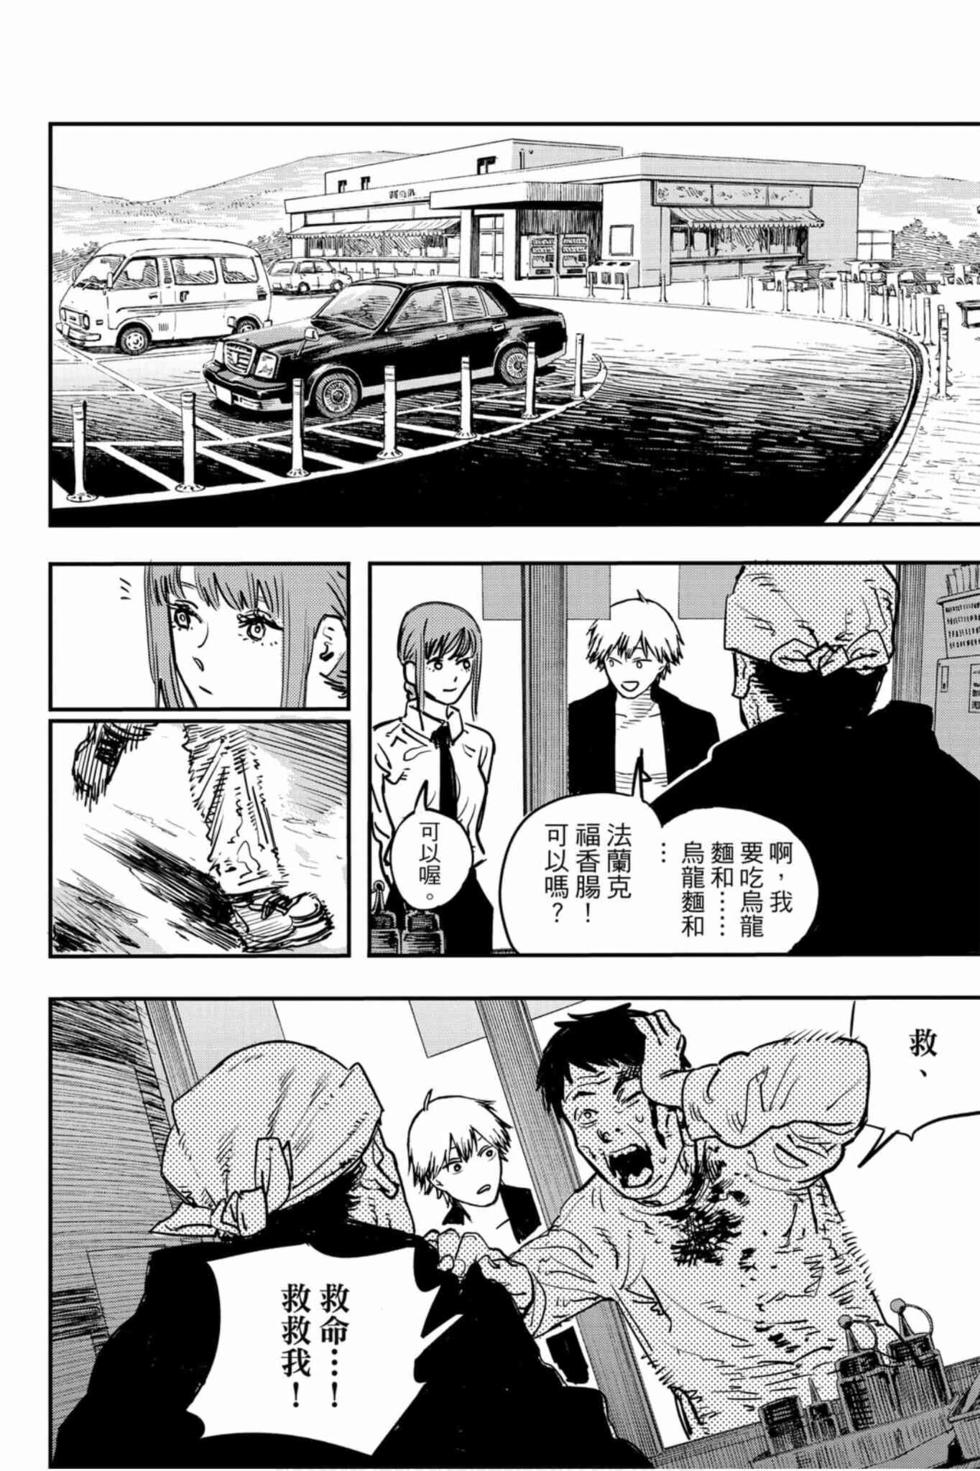 啊，我
要吃烏龍
麵和……
烏龍麵和
…
法蘭克
福香腸！
可以嗎？
可以喔。
救、
救命…！
救救我！